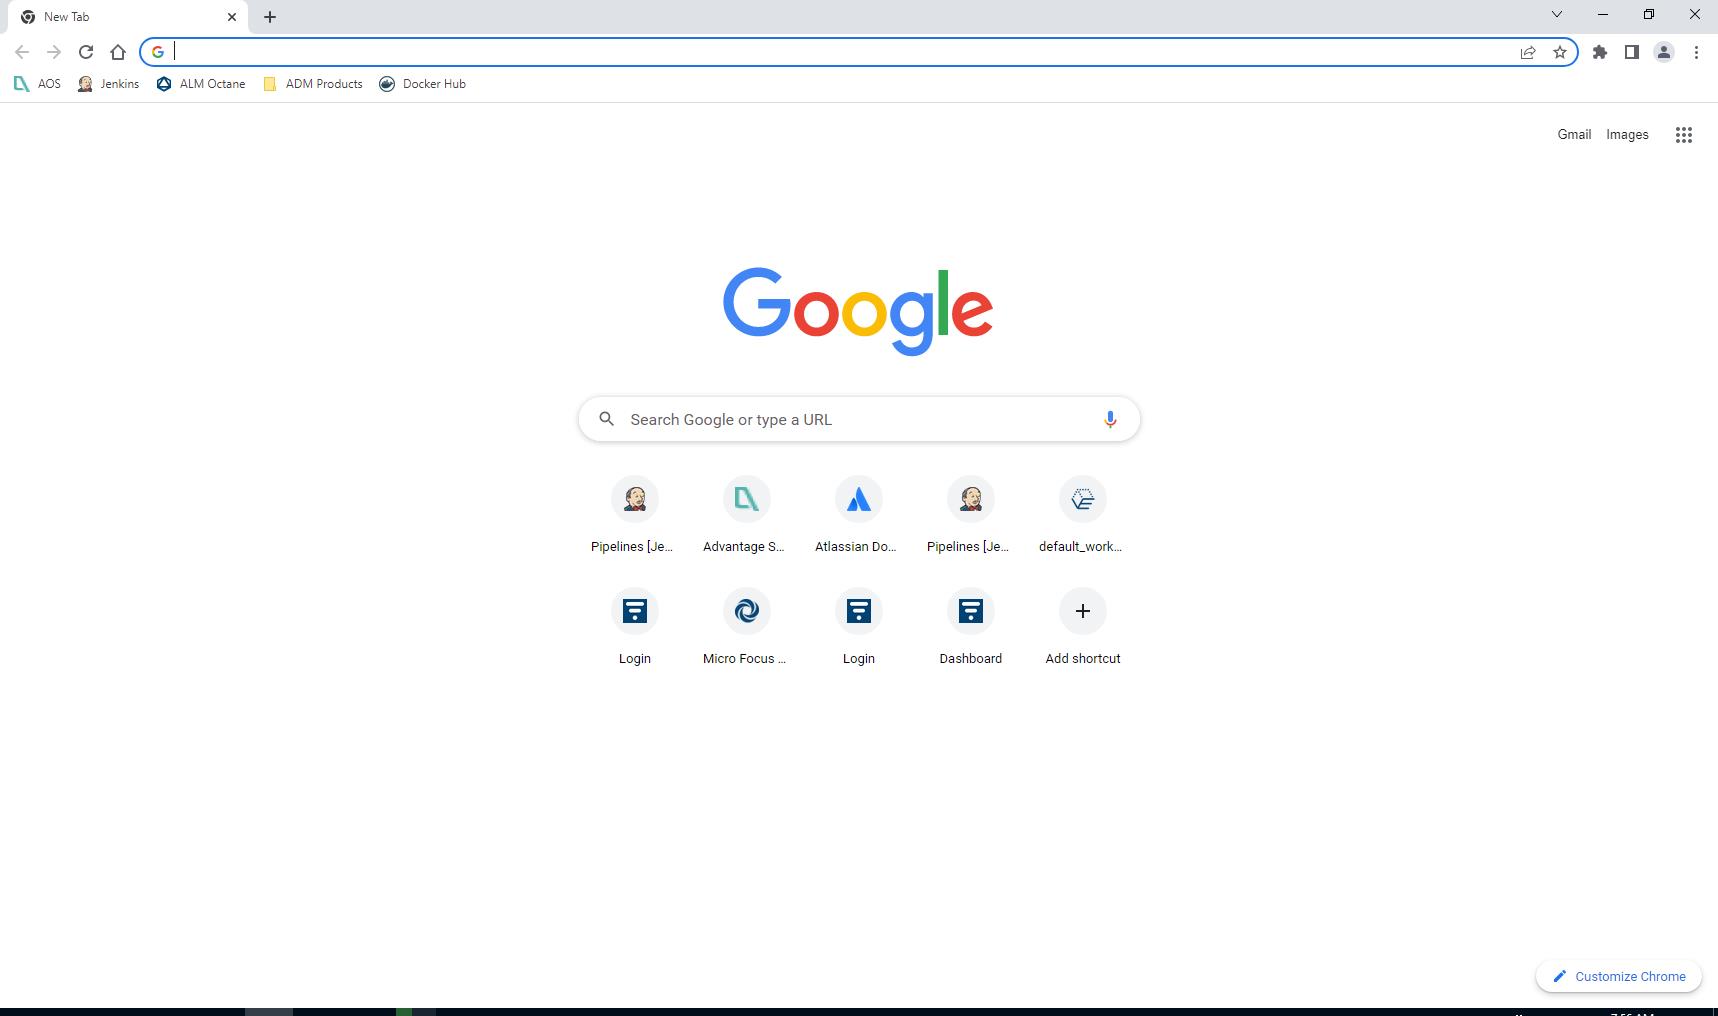 New Tab
AOS
Jenkins
ALM Octane
ADM Products
Docker Hub
Gmail
Images
Google
Search Google or type a URL
Pipelines [Je...
Advantage S...
Atlassian Do...
Pipelines [Je...
default_work...
Login
Micro Focus ...
Login
Dashboard
Add shortcut
Customize Chrome